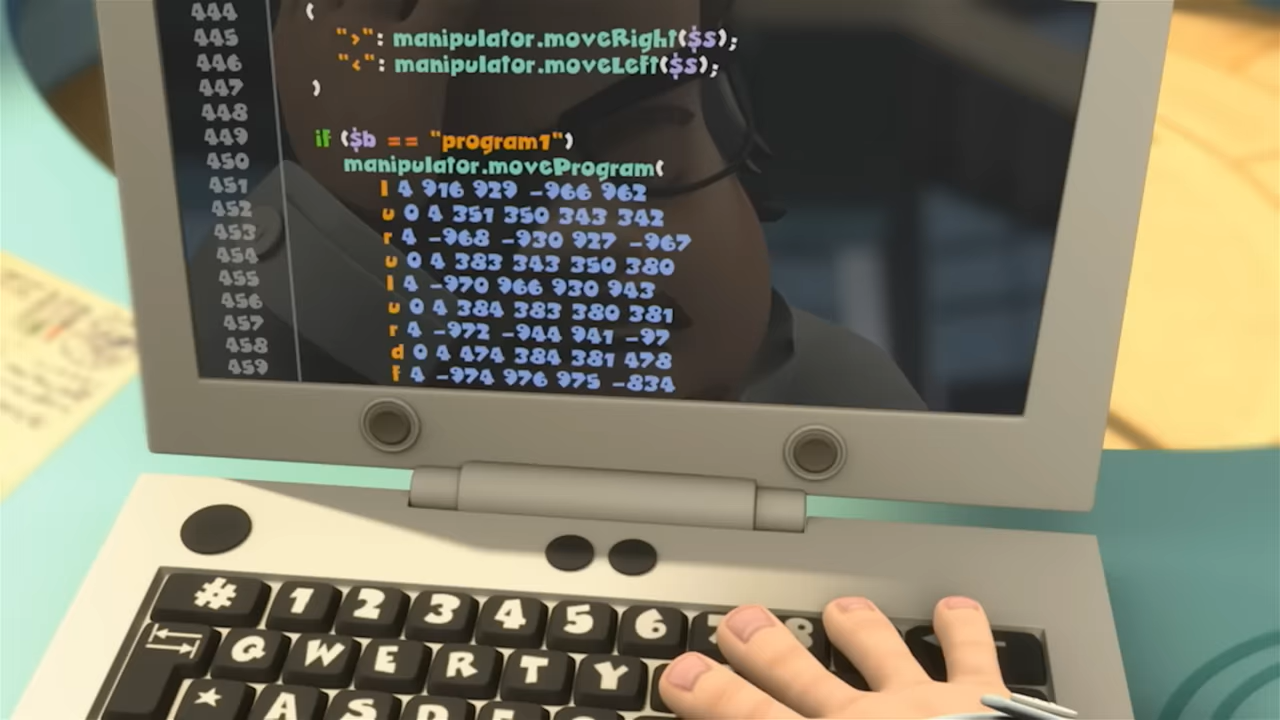 444 (
445 ">": manipulator.moveRight($s);
446 "<": manipulator.moveLeft($s);
447 )
448
449 if ($b == "program1")
450 manipulator.moveProgram(
451 l 4 916 929 -966 962
452 u 0 4 351 350 343 342
453 r 4 -968 -930 927 -967
454 u 0 4 383 343 350 380
455 l 4 -970 966 930 943
456 u 0 4 384 383 380 381
457 r 4 -972 -944 941 -97
458 d 0 4 474 384 381 478
459 f 4 -974 976 975 -834
# 1 2 3 4 5 6 7 8
Q W E R T Y
* A S D F